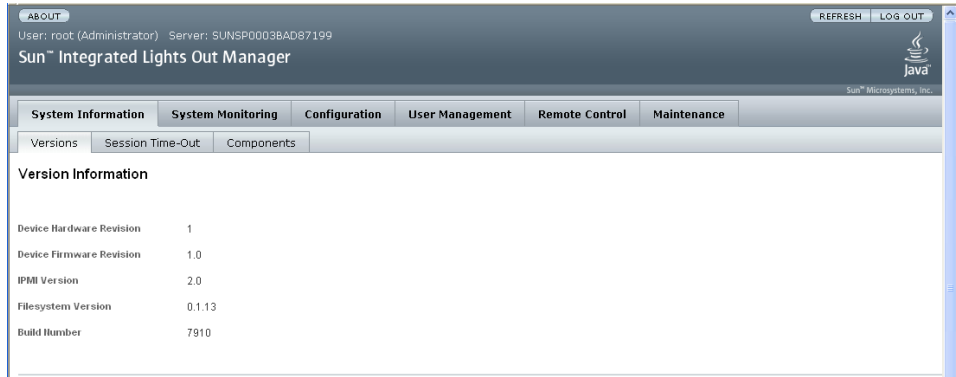 ABOUT REFRESH LOG OUT
User: root (Administrator) Server: SUNSP0003BAD87199
Sun™ Integrated Lights Out Manager
Java™
Sun™ Microsystems, Inc.
System Information System Monitoring Configuration User Management Remote Control Maintenance
Versions Session Time-Out Components
Version Information
Device Hardware Revision 1
Device Firmware Revision 1.0
IPMI Version 2.0
Filesystem Version 0.1.13
Build Number 7910